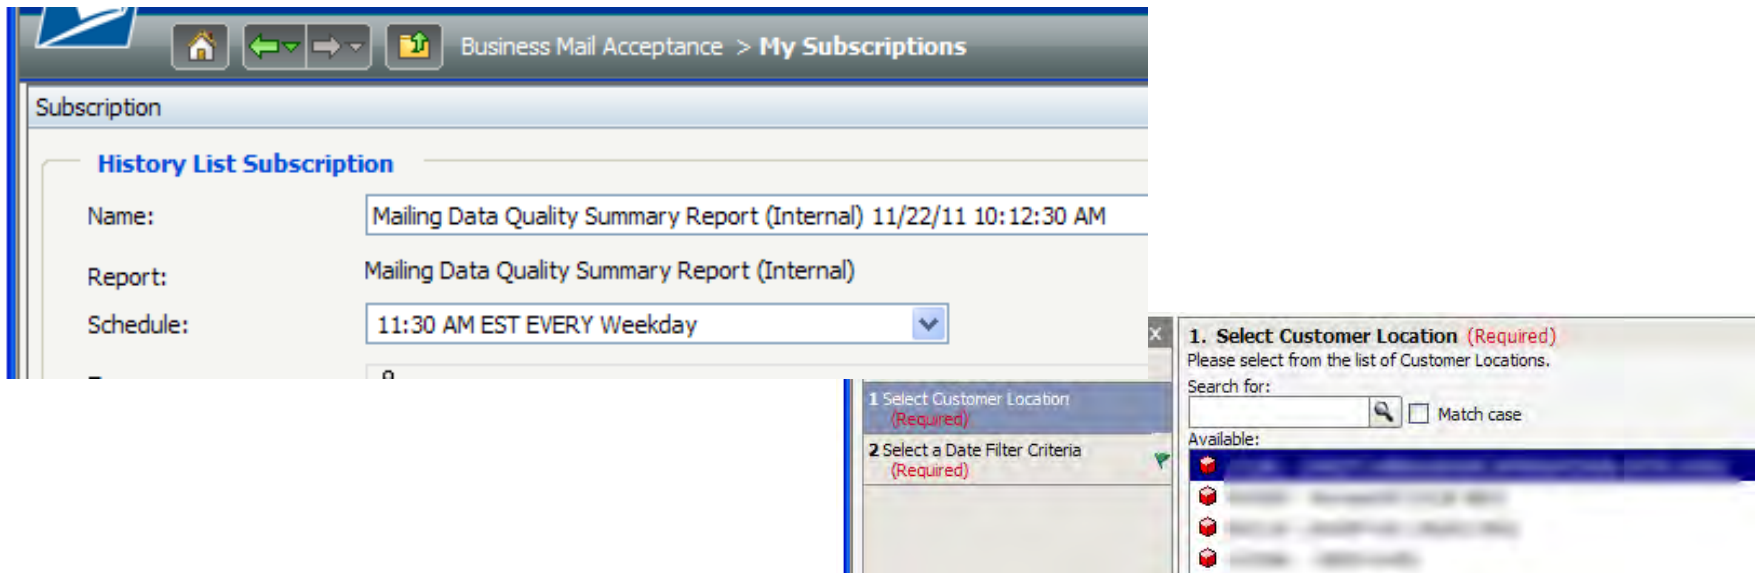 Business Mail Acceptance > My Subscriptions
Subscription
History List Subscription
Name: Mailing Data Quality Summary Report (Internal) 11/22/11 10:12:30 AM
Report: Mailing Data Quality Summary Report (Internal)
Schedule: 11:30 AM EST EVERY Weekday
1 Select Customer Location
(Required)
2 Select a Date Filter Criteria
(Required)
1. Select Customer Location (Required)
Please select from the list of Customer Locations.
Search for:
Match case
Available: